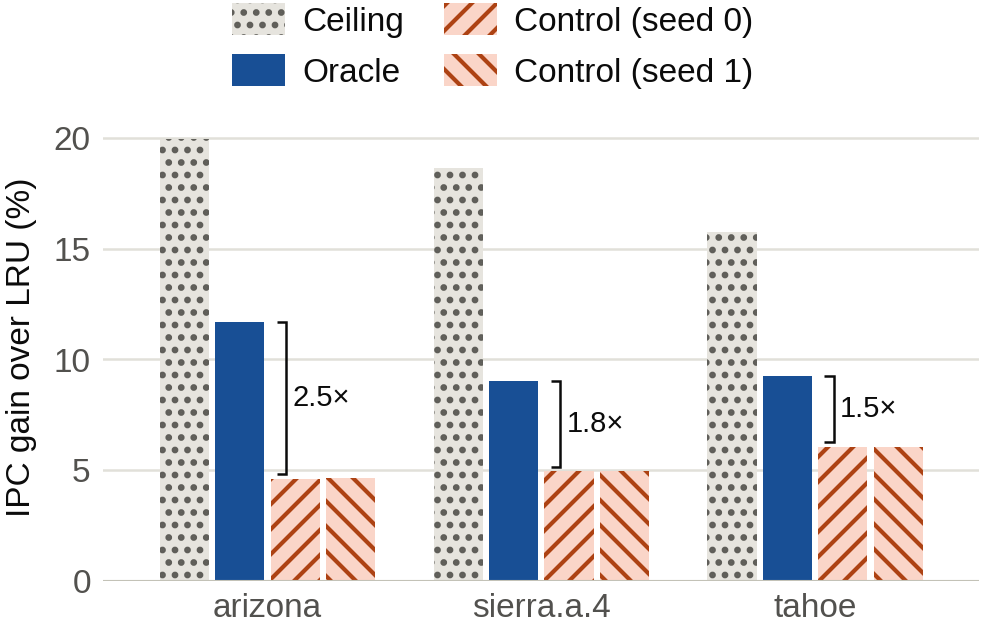 Ceiling
Control (seed 0)
Oracle
Control (seed 1)
IPC gain over LRU (%)
20
15
10
5
0
2.5×
1.8×
1.5×
arizona
sierra.a.4
tahoe